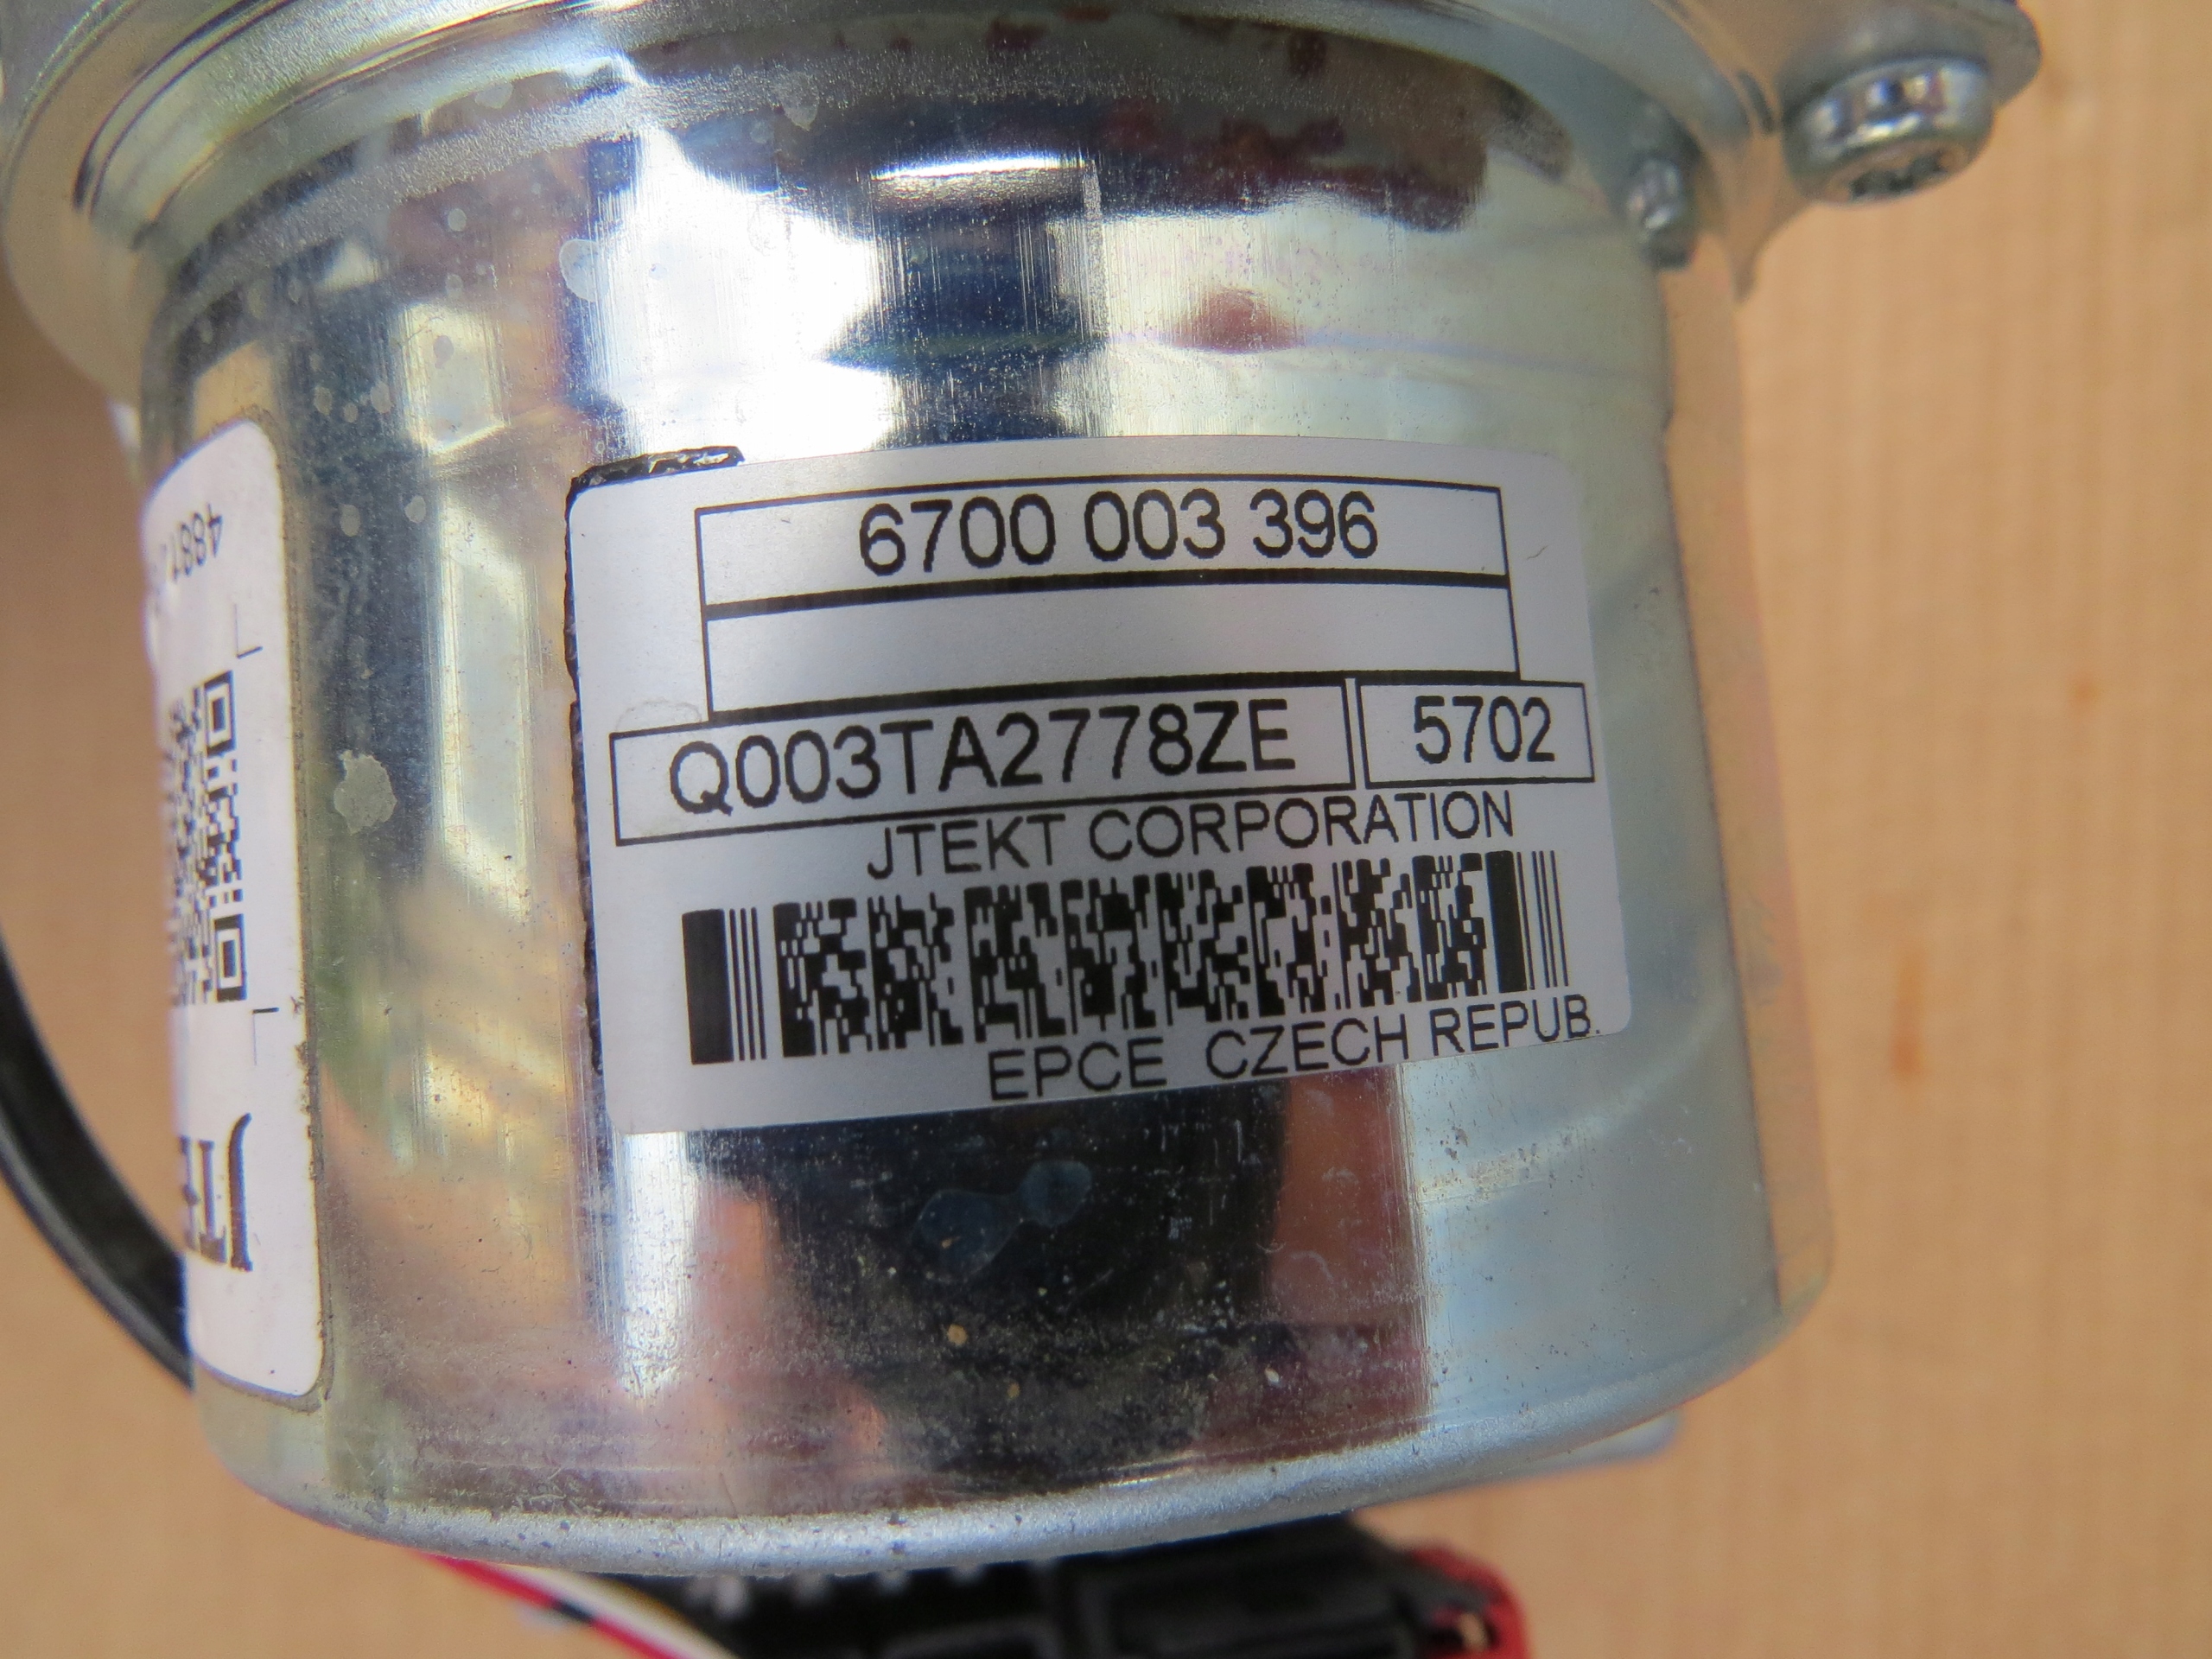 6700 003 396
Q003TA2778ZE 5702
JTEKT CORPORATION
EPCE CZECH REPUB.